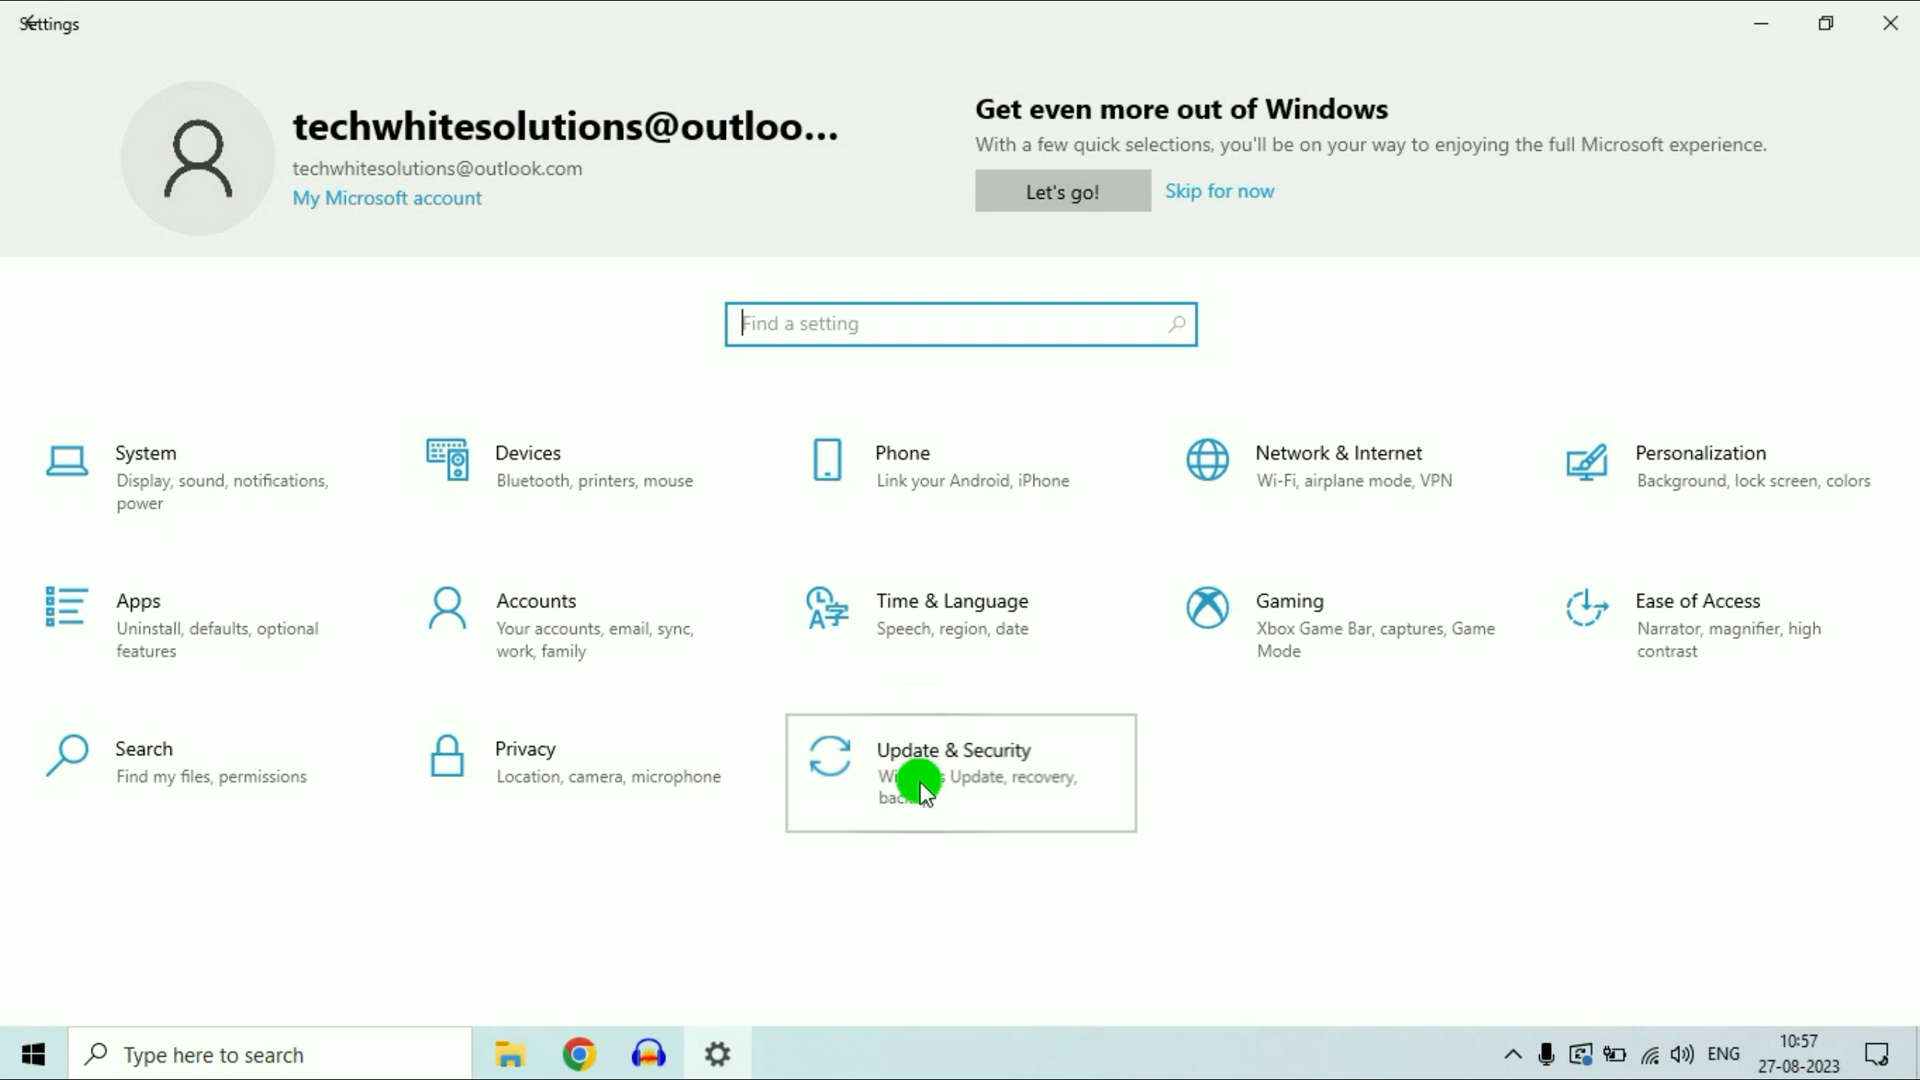 Settings
techwhitesolutions@outloo...
techwhitesolutions@outlook.com
My Microsoft account
Get even more out of Windows
With a few quick selections, you'll be on your way to enjoying the full Microsoft experience.
Let's go!
Skip for now
Find a setting
System
Display, sound, notifications,
power
Devices
Bluetooth, printers, mouse
Phone
Link your Android, iPhone
Network & Internet
Wi-Fi, airplane mode, VPN
Personalization
Background, lock screen, colors
Apps
Uninstall, defaults, optional
features
Accounts
Your accounts, email, sync,
work, family
Time & Language
Speech, region, date
Gaming
Xbox Game Bar, captures, Game
Mode
Ease of Access
Narrator, magnifier, high
contrast
Search
Find my files, permissions
Privacy
Location, camera, microphone
Update & Security
Update, recovery,
Type here to search
ENG
10:57
27-08-2023